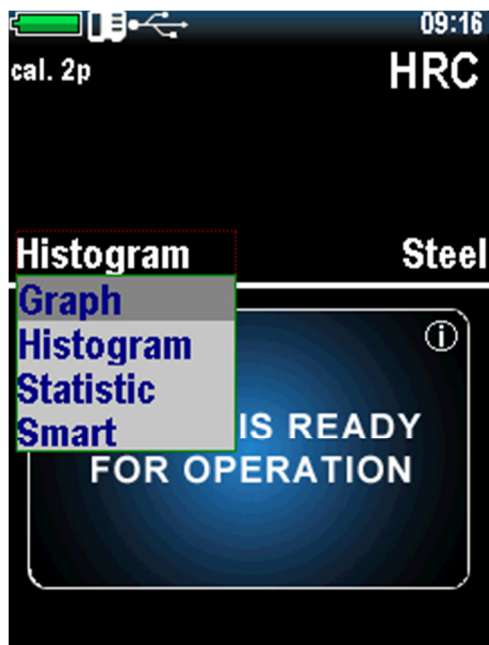 09:16
cal. 2p
HRC
Histogram
Steel
Graph
Histogram
Statistic
Smart
IS READY
FOR OPERATION